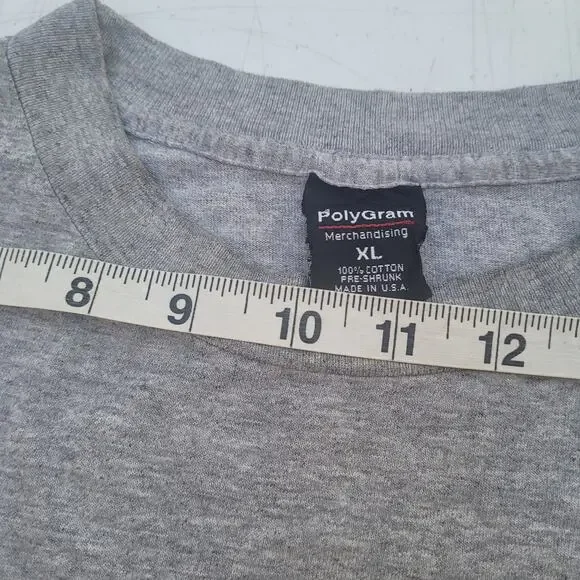 PolyGram
Merchandising
XL
100% COTTON
PRE-SHRUNK
MADE IN U.S.A.
8 9 10 11 12